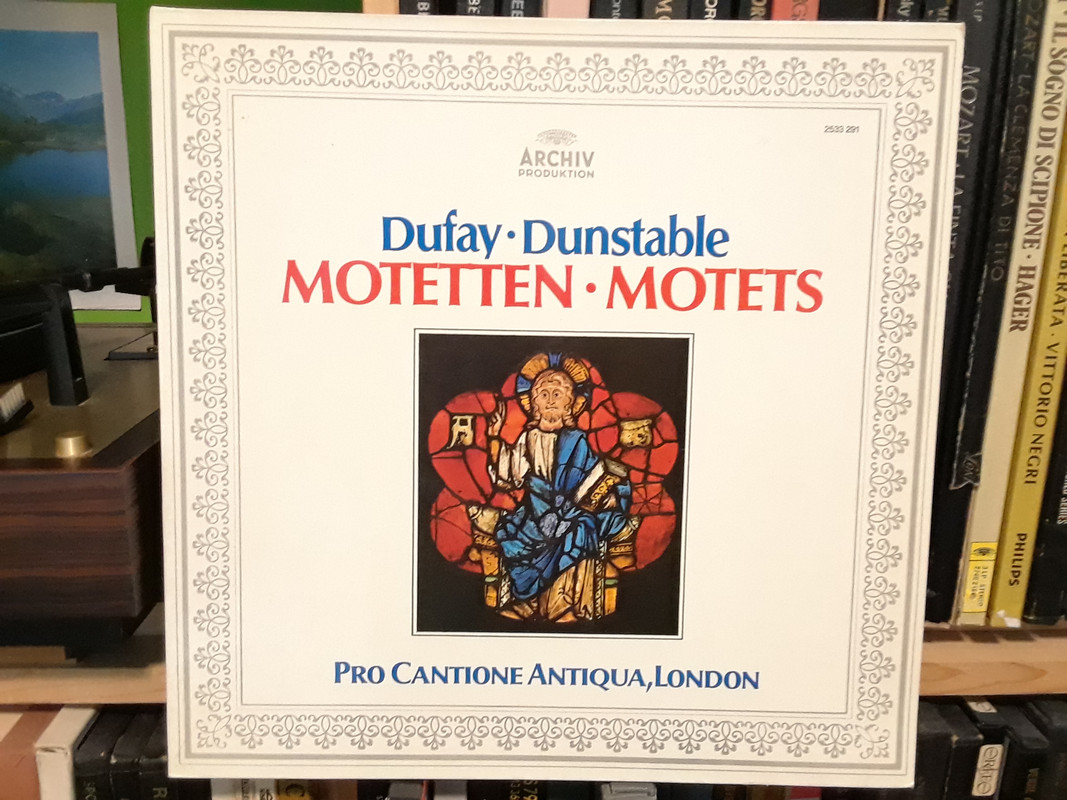 2533 291
ARCHIV
PRODUKTION
Dufay · Dunstable
MOTETTEN · MOTETS
A
PRO CANTIONE ANTIQUA, LONDON
MOZART · LA CLEMENZA DI TITO
IL SOGNO DI SCIPIONE · HAGER
LIBERATA · VITTORIO NEGRI
PHILIPS